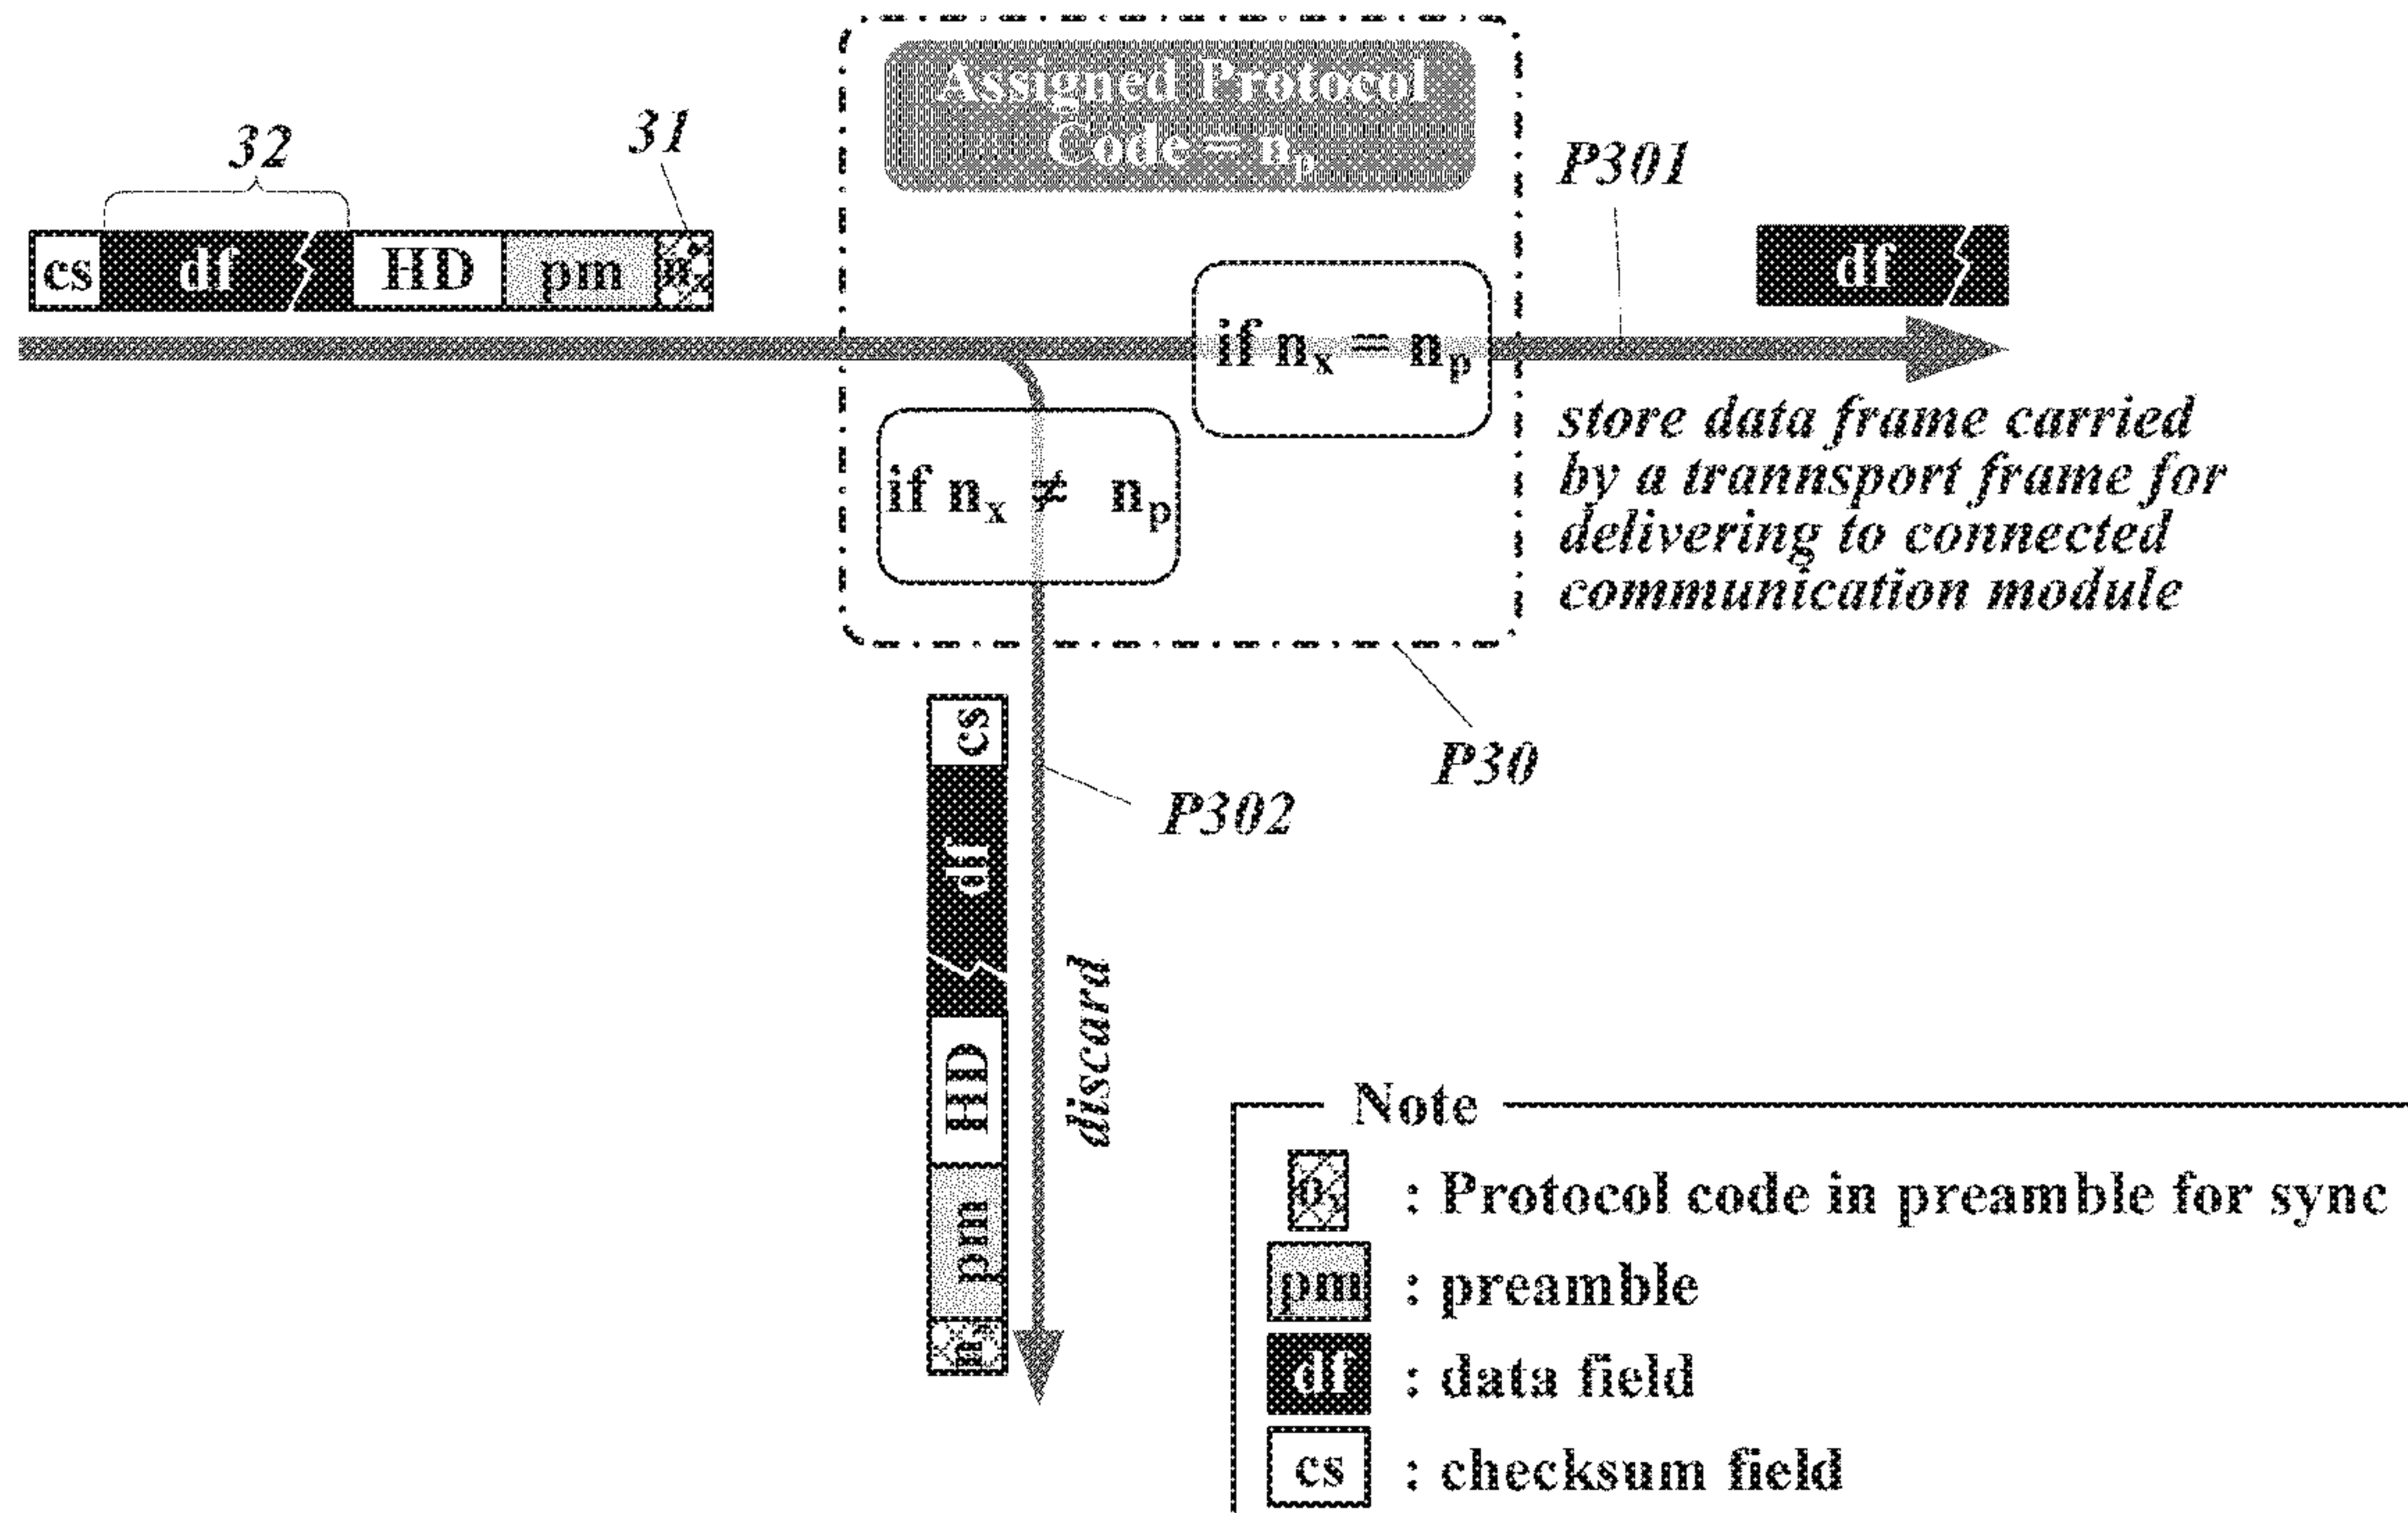 Assigned Protocol
Code = nₚ
32
31
P301
cs df HD pm nₓ
df
if nₓ = nₚ
if nₓ ≠ nₚ
store data frame carried
by a trannsport frame for
delivering to connected
communication module
P30
P302
cs df HD pm
discard
Note
: Protocol code in preamble for sync
pm : preamble
df : data field
cs : checksum field